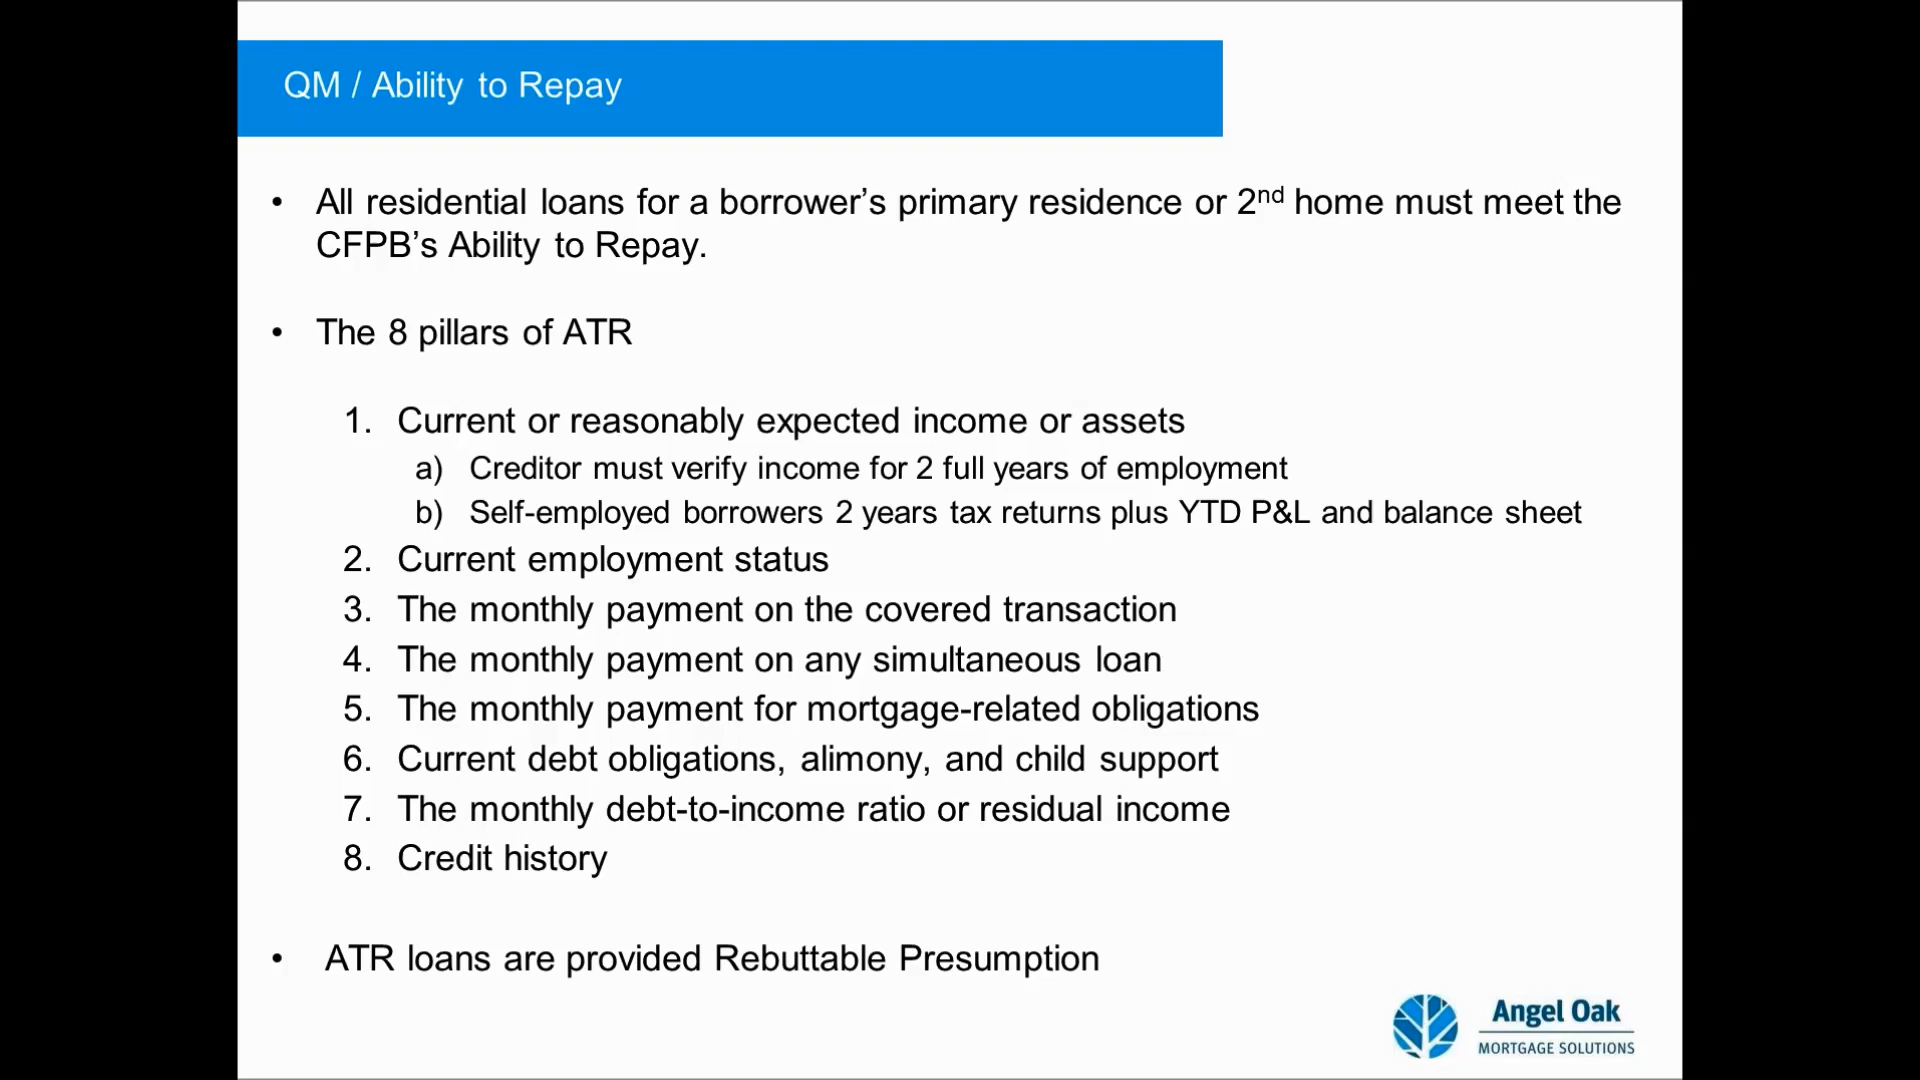 QM / Ability to Repay
• All residential loans for a borrower’s primary residence or 2nd home must meet the
CFPB’s Ability to Repay.
• The 8 pillars of ATR
1. Current or reasonably expected income or assets
a) Creditor must verify income for 2 full years of employment
b) Self-employed borrowers 2 years tax returns plus YTD P&L and balance sheet
2. Current employment status
3. The monthly payment on the covered transaction
4. The monthly payment on any simultaneous loan
5. The monthly payment for mortgage-related obligations
6. Current debt obligations, alimony, and child support
7. The monthly debt-to-income ratio or residual income
8. Credit history
• ATR loans are provided Rebuttable Presumption
Angel Oak
MORTGAGE SOLUTIONS